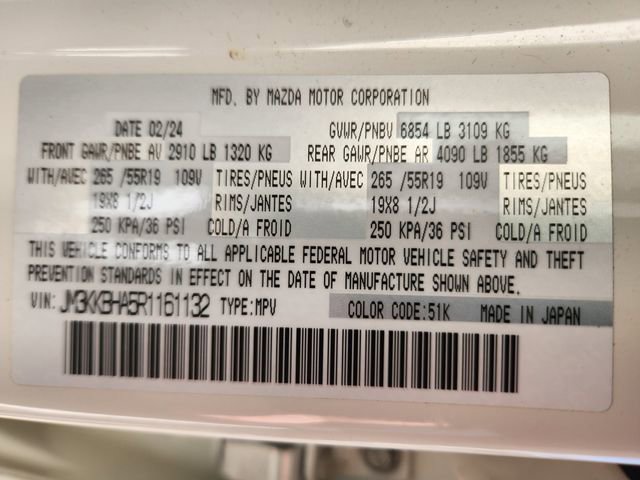 MFD. BY MAZDA MOTOR CORPORATION
DATE 02/24 GVWR/PNBV 6854 LB 3109 KG
FRONT GAWR/PNBE AV 2910 LB 1320 KG REAR GAWR/PNBE AR 4090 LB 1855 KG
WITH/AVEC 265 /55R19 109V TIRES/PNEUS WITH/AVEC 265 /55R19 109V TIRES/PNEUS
19X8 1/2J RIMS/JANTES 19X8 1/2J RIMS/JANTES
250 KPA/36 PSI COLD/A FROID 250 KPA/36 PSI COLD/A FROID
THIS VEHICLE CONFORMS TO ALL APPLICABLE FEDERAL MOTOR VEHICLE SAFETY AND THEFT
PREVENTION STANDARDS IN EFFECT ON THE DATE OF MANUFACTURE SHOWN ABOVE.
VIN: JM3KKBHA5R1161132 TYPE:MPV COLOR CODE:51K MADE IN JAPAN